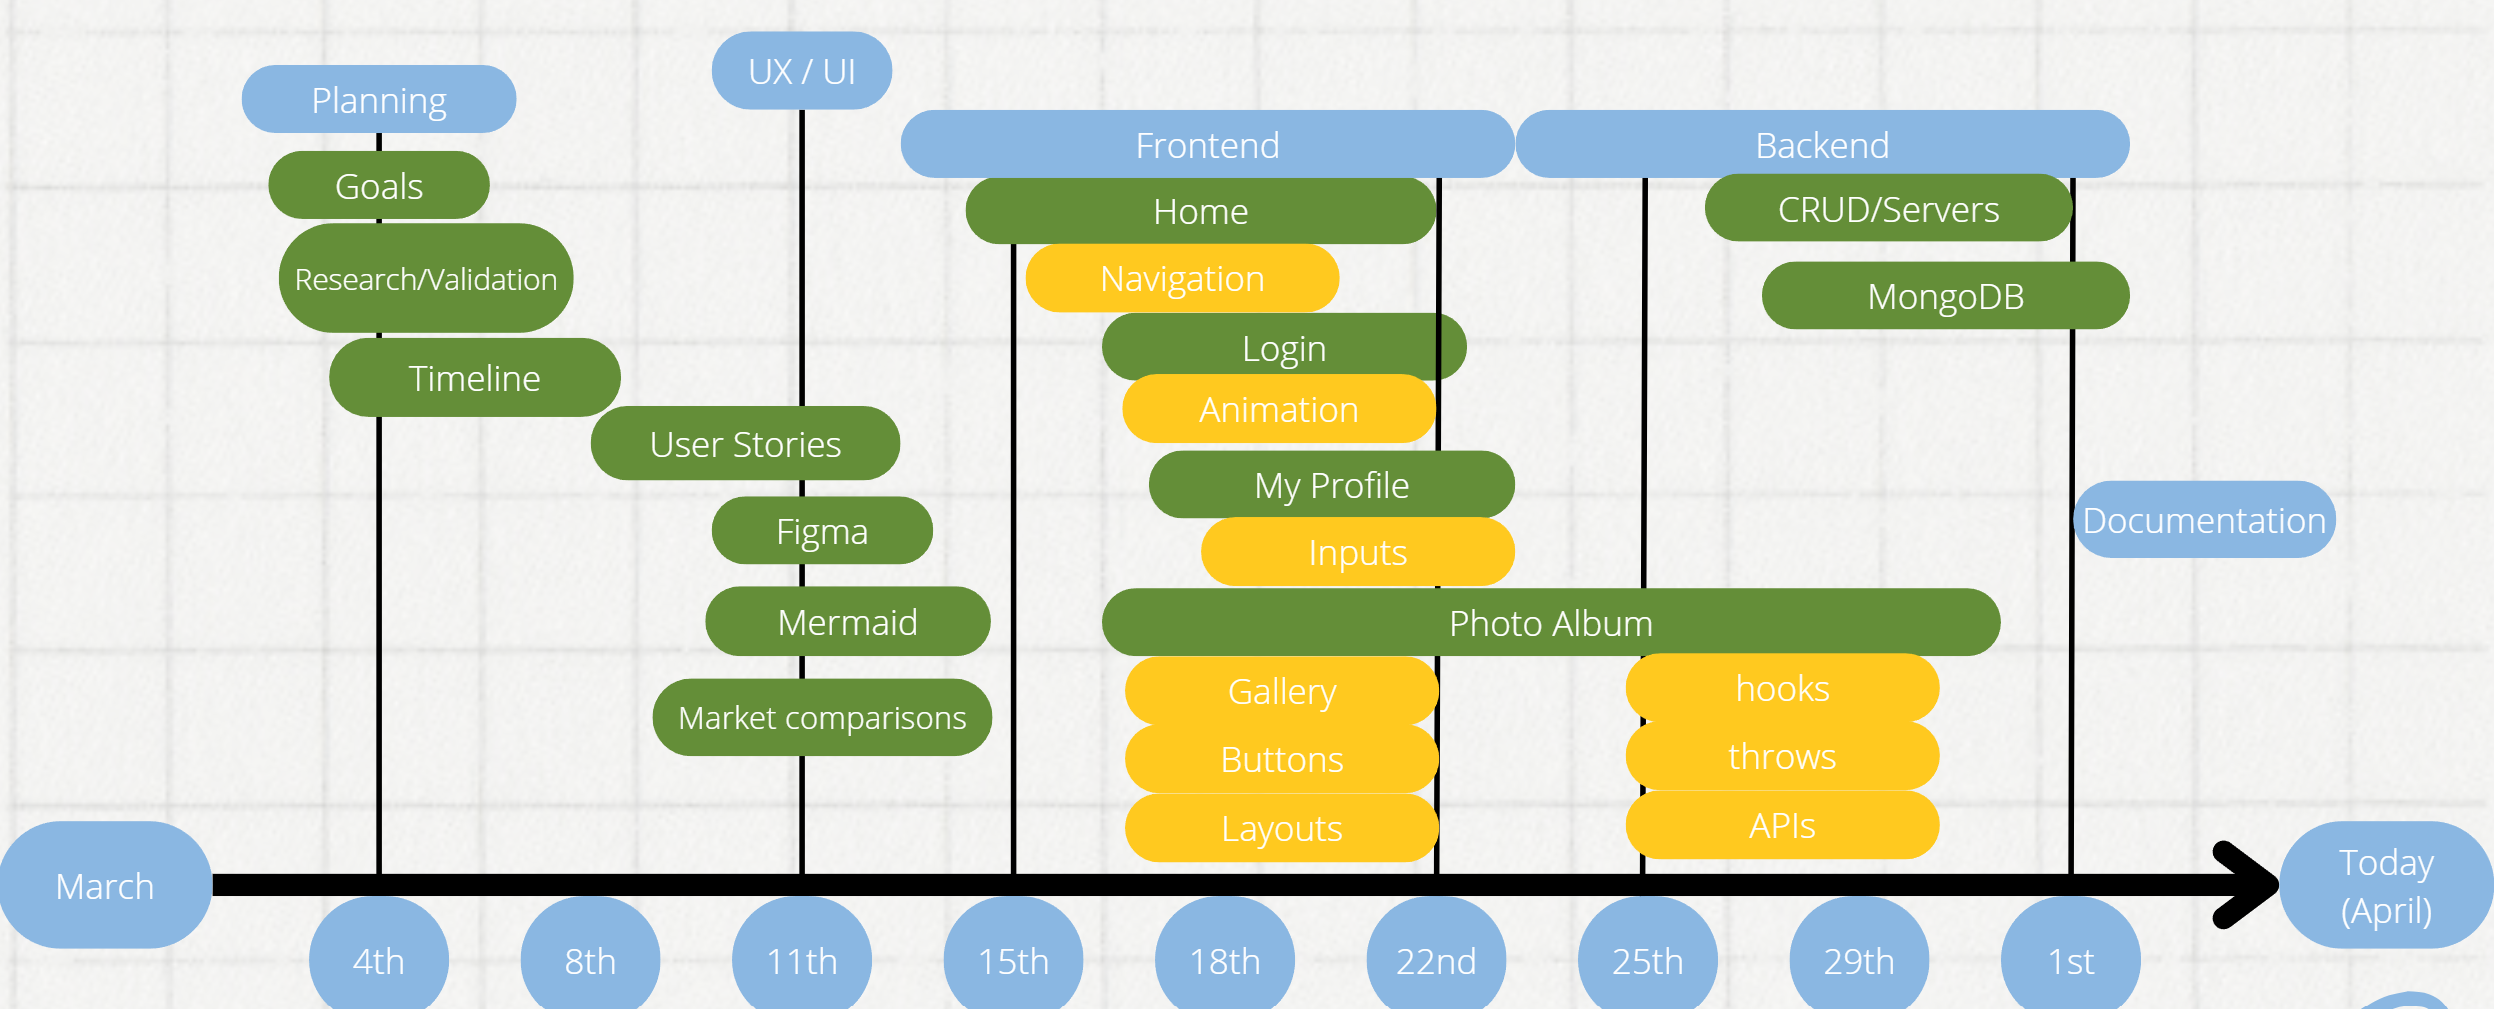 UX / UI
Planning
Frontend
Backend
Goals
Home
CRUD/Servers
Research/Validation
Navigation
MongoDB
Timeline
Login
Animation
User Stories
My Profile
Figma
Inputs
Documentation
Mermaid
Photo Album
Market comparisons
Gallery
hooks
Buttons
throws
Layouts
APIs
March
Today
(April)
4th
8th
11th
15th
18th
22nd
25th
29th
1st